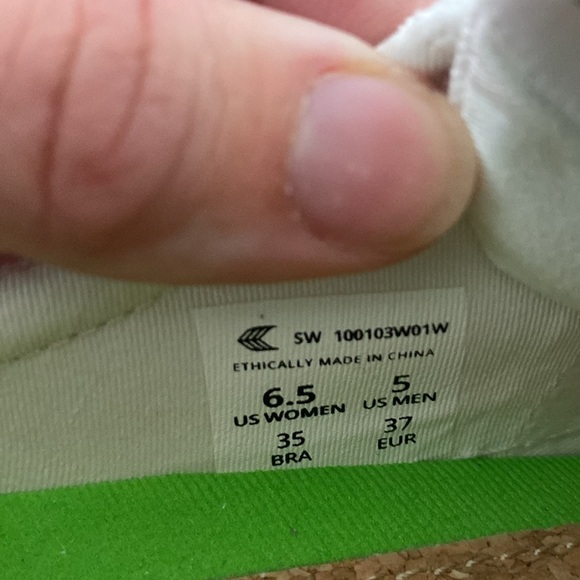 SW 100103W01W
ETHICALLY MADE IN CHINA
6.5 5
US WOMEN US MEN
35 37
BRA EUR